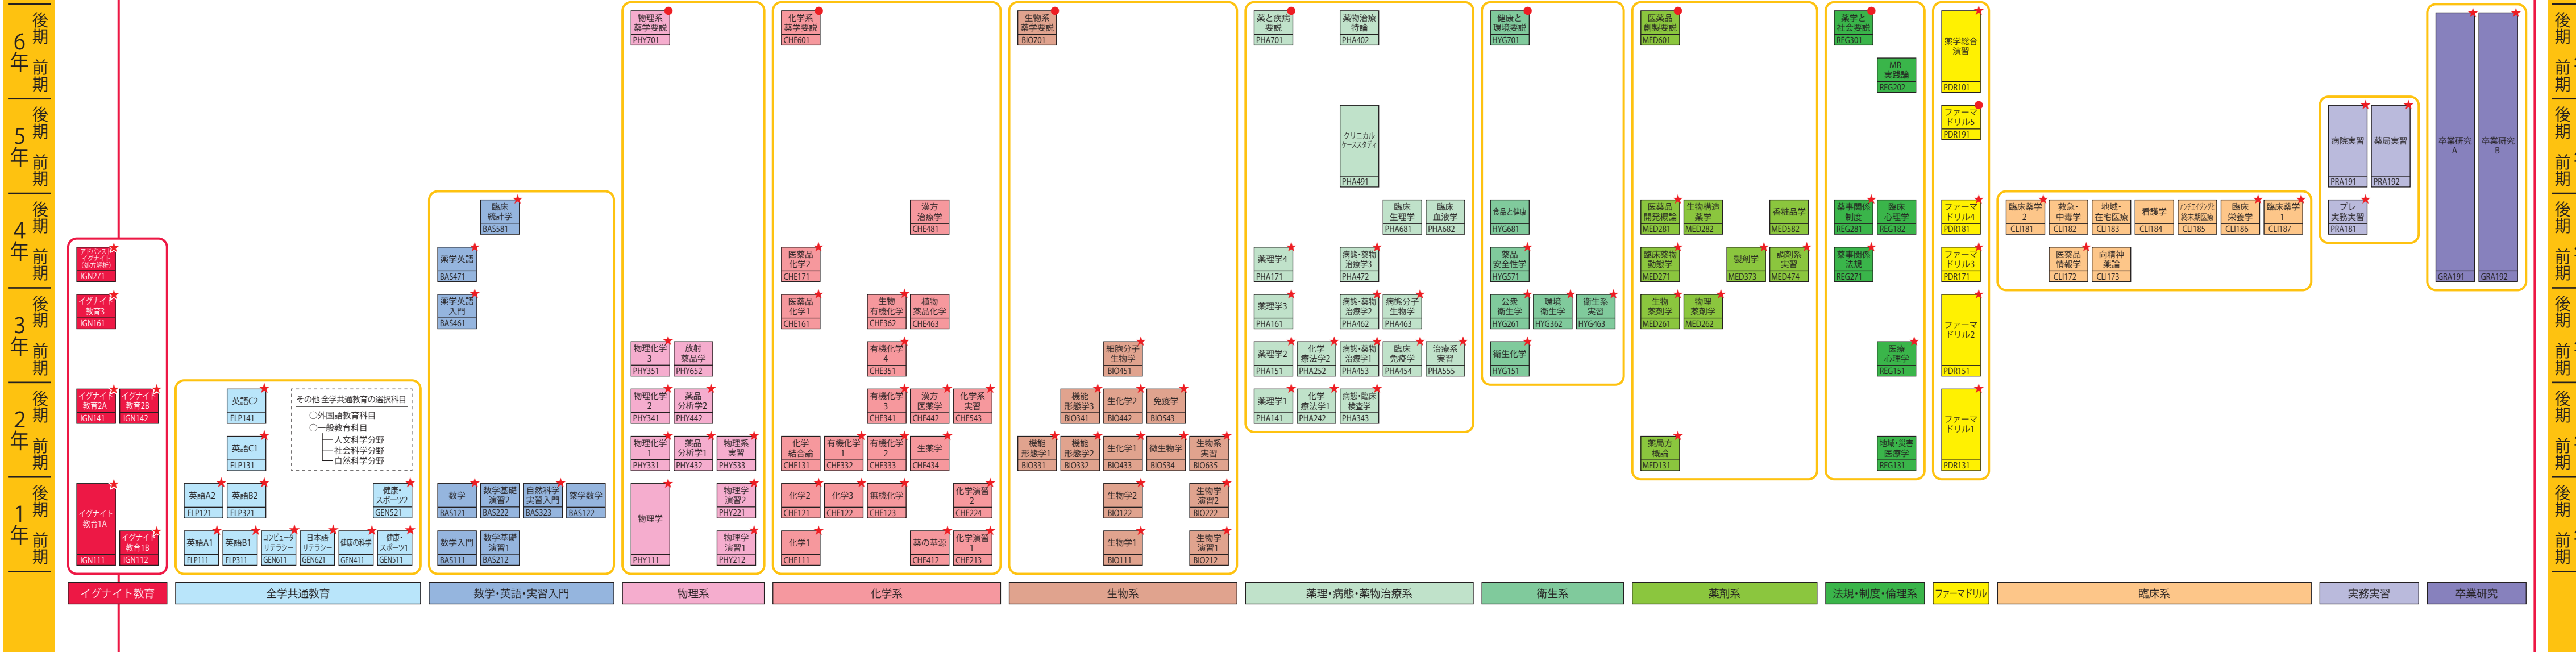 後期
6年
前期
後期
5年
前期
後期
4年
前期
後期
3年
前期
後期
2年
前期
後期
1年
前期
アドバンスト
イグナイト
(処方解析)
IGN271
イグナイト
教育3
IGN161
イグナイト
教育2A
IGN141
イグナイト
教育2B
IGN142
イグナイト
教育1A
IGN111
イグナイト
教育1B
IGN112
イグナイト教育
英語C2
FLP141
英語C1
FLP131
その他 全学共通教育の選択科目
○外国語教育科目
○一般教育科目
人文科学分野
社会科学分野
自然科学分野
英語A2
FLP121
英語B2
FLP321
健康・
スポーツ2
GEN521
英語A1
FLP111
英語B1
FLP311
コンピュータ
リテラシー
GEN611
日本語
リテラシー
GEN621
健康の科学
GEN411
健康・
スポーツ1
GEN511
全学共通教育
臨床
統計学
BAS581
薬学英語
BAS471
薬学英語
入門
BAS461
数学
BAS121
数学基礎
演習2
BAS222
自然科学
実習入門
BAS323
薬学数学
BAS122
数学入門
BAS111
数学基礎
演習1
BAS212
数学・英語・実習入門
物理系
薬学要説
PHY701
物理化学
3
PHY351
放射
薬品学
PHY652
物理化学
2
PHY341
薬品
分析学2
PHY442
物理化学
1
PHY331
薬品
分析学1
PHY432
物理系
実習
PHY533
物理学
PHY111
物理学
演習2
PHY221
物理学
演習1
PHY212
物理系
化学系
薬学要説
CHE601
漢方
治療学
CHE481
医薬品
化学2
CHE171
医薬品
化学1
CHE161
生物
有機化学
CHE362
植物
薬品化学
CHE463
有機化学
4
CHE351
有機化学
3
CHE341
漢方
医薬学
CHE442
化学系
実習
CHE543
化学
結合論
CHE131
有機化学
1
CHE332
有機化学
2
CHE333
生薬学
CHE434
化学2
CHE121
化学3
CHE122
無機化学
CHE123
化学演習
2
CHE224
化学1
CHE111
薬の基源
CHE412
化学演習
1
CHE213
化学系
生物系
薬学要説
BIO701
細胞分子
生物学
BIO451
機能
形態学3
BIO341
生化学2
BIO442
免疫学
BIO543
機能
形態学1
BIO331
機能
形態学2
BIO332
生化学1
BIO433
微生物学
BIO534
生物系
実習
BIO635
生物学2
BIO122
生物学
演習2
BIO222
生物学1
BIO111
生物学
演習1
BIO212
生物系
薬と疾病
要説
PHA701
薬物治療
特論
PHA402
クリニカル
ケーススタディ
PHA491
臨床
生理学
PHA681
臨床
血液学
PHA682
薬理学4
PHA171
病態・薬物
治療学3
PHA472
薬理学3
PHA161
病態・薬物
治療学2
PHA462
病態分子
生物学
PHA463
薬理学2
PHA151
化学
療法学2
PHA252
病態・薬物
治療学1
PHA453
臨床
免疫学
PHA454
治療系
実習
PHA555
薬理学1
PHA141
化学
療法学1
PHA242
病態・臨床
検査学
PHA343
薬理・病態・薬物治療系
健康と
環境要説
HYG701
食品と健康
HYG681
薬品
安全性学
HYG571
公衆
衛生学
HYG261
環境
衛生学
HYG362
衛生系
実習
HYG463
衛生化学
HYG151
衛生系
医薬品
創製要説
MED601
医薬品
開発概論
MED281
生物構造
薬学
MED282
香粧品学
MED582
臨床薬物
動態学
MED271
製剤学
MED373
調剤系
実習
MED474
生物
薬剤学
MED261
物理
薬剤学
MED262
薬局方
概論
MED131
薬剤系
薬学と
社会要説
REG301
MR
実践論
REG202
薬事関係
制度
REG281
臨床
心理学
REG182
薬事関係
法規
REG271
医療
心理学
REG151
地域・災害
医療学
REG131
法規・制度・倫理系
薬学総合
演習
PDR101
ファーマ
ドリル5
PDR191
ファーマ
ドリル4
PDR181
ファーマ
ドリル3
PDR171
ファーマ
ドリル2
PDR151
ファーマ
ドリル1
PDR131
ファーマドリル
臨床薬学
2
CLI181
救急・
中毒学
CLI182
地域・
在宅医療
CLI183
看護学
CLI184
アンチエイジングと
終末期医療
CLI185
臨床
栄養学
CLI186
臨床薬学
1
CLI187
医薬品
情報学
CLI172
向精神
薬論
CLI173
臨床系
病院実習
PRA191
薬局実習
PRA192
プレ
実務実習
PRA181
実務実習
卒業研究
A
GRA191
卒業研究
B
GRA192
卒業研究
後期
前期
後期
前期
後期
前期
後期
前期
後期
前期
後期
前期